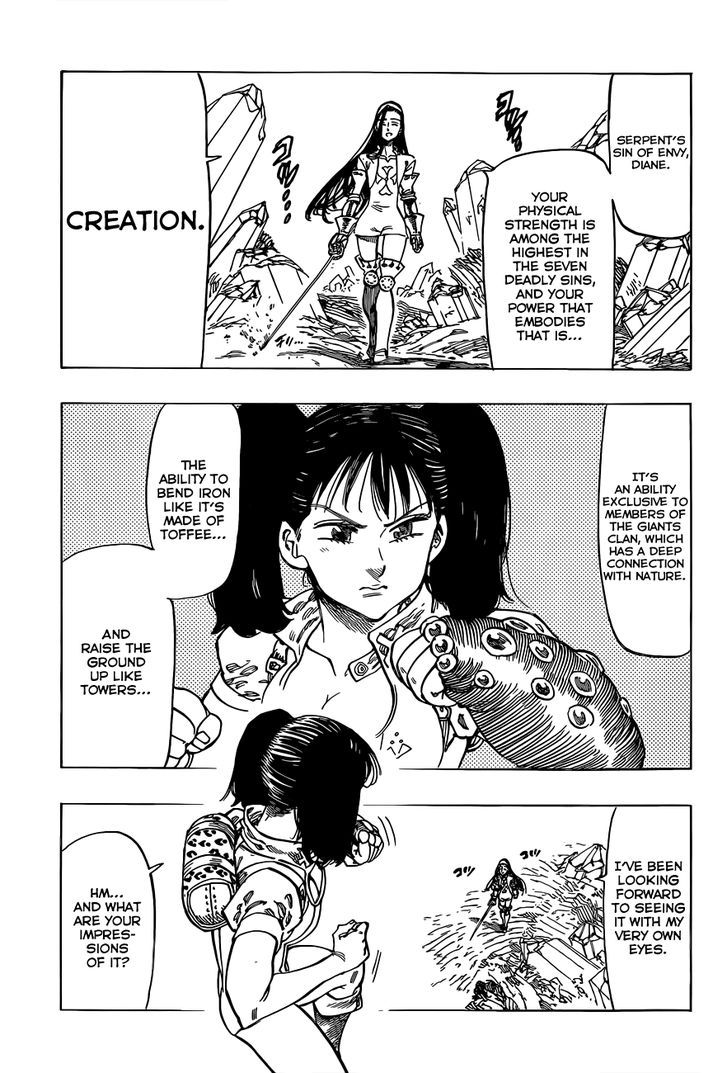 SERPENT'S
SIN OF ENVY,
DIANE.
YOUR
PHYSICAL
STRENGTH IS
AMONG THE
HIGHEST IN
THE SEVEN
DEADLY SINS,
AND YOUR
POWER THAT
EMBODIES
THAT IS...
CREATION.
IT'S
AN ABILITY
EXCLUSIVE TO
MEMBERS OF
THE GIANTS
CLAN, WHICH
HAS A DEEP
CONNECTION
WITH NATURE.
THE
ABILITY TO
BEND IRON
LIKE IT'S
MADE OF
TOFFEE...
AND
RAISE THE
GROUND
UP LIKE
TOWERS...
I'VE BEEN
LOOKING
FORWARD
TO SEEING
IT WITH MY
VERY OWN
EYES.
コツ
コツ
HM...
AND WHAT
ARE YOUR
IMPRES-
SIONS
OF IT?